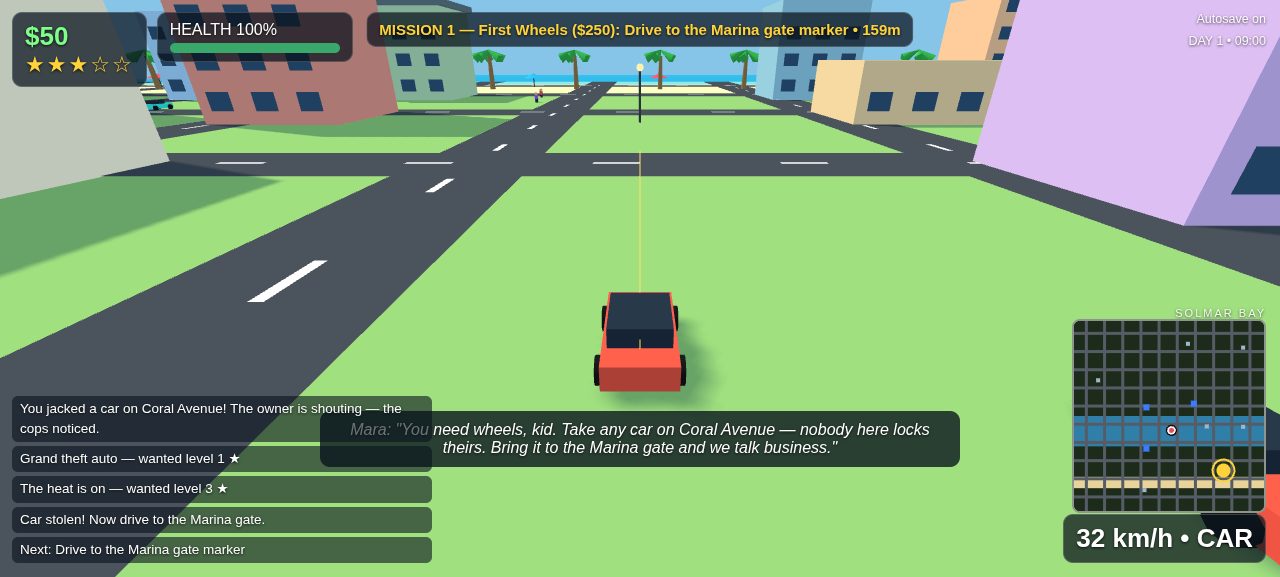 $50
★★★☆☆
HEALTH 100%
MISSION 1 — First Wheels ($250): Drive to the Marina gate marker • 159m
Autosave on
DAY 1 • 09:00
SOLMAR BAY
You jacked a car on Coral Avenue! The owner is shouting — the
cops noticed.
Grand theft auto — wanted level 1 ★
The heat is on — wanted level 3 ★
Car stolen! Now drive to the Marina gate.
Next: Drive to the Marina gate marker
Mara: "You need wheels, kid. Take any car on Coral Avenue — nobody here locks
theirs. Bring it to the Marina gate and we talk business."
32 km/h • CAR